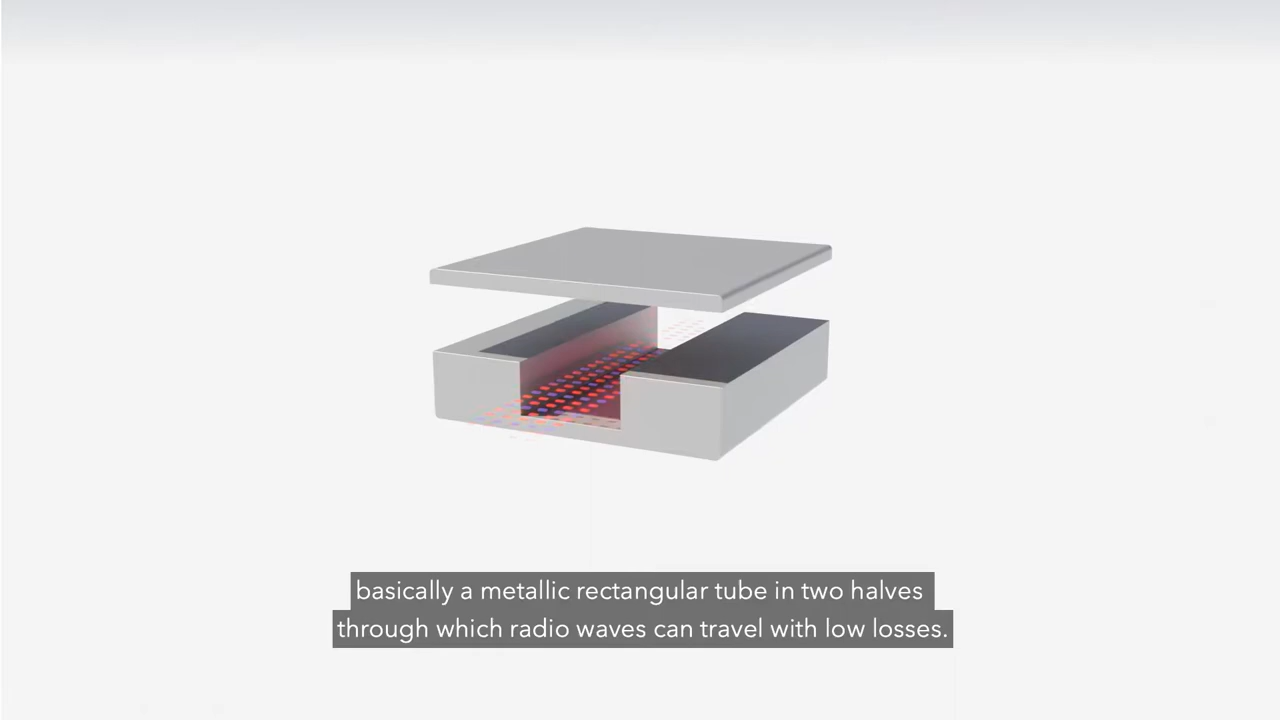 basically a metallic rectangular tube in two halves
through which radio waves can travel with low losses.